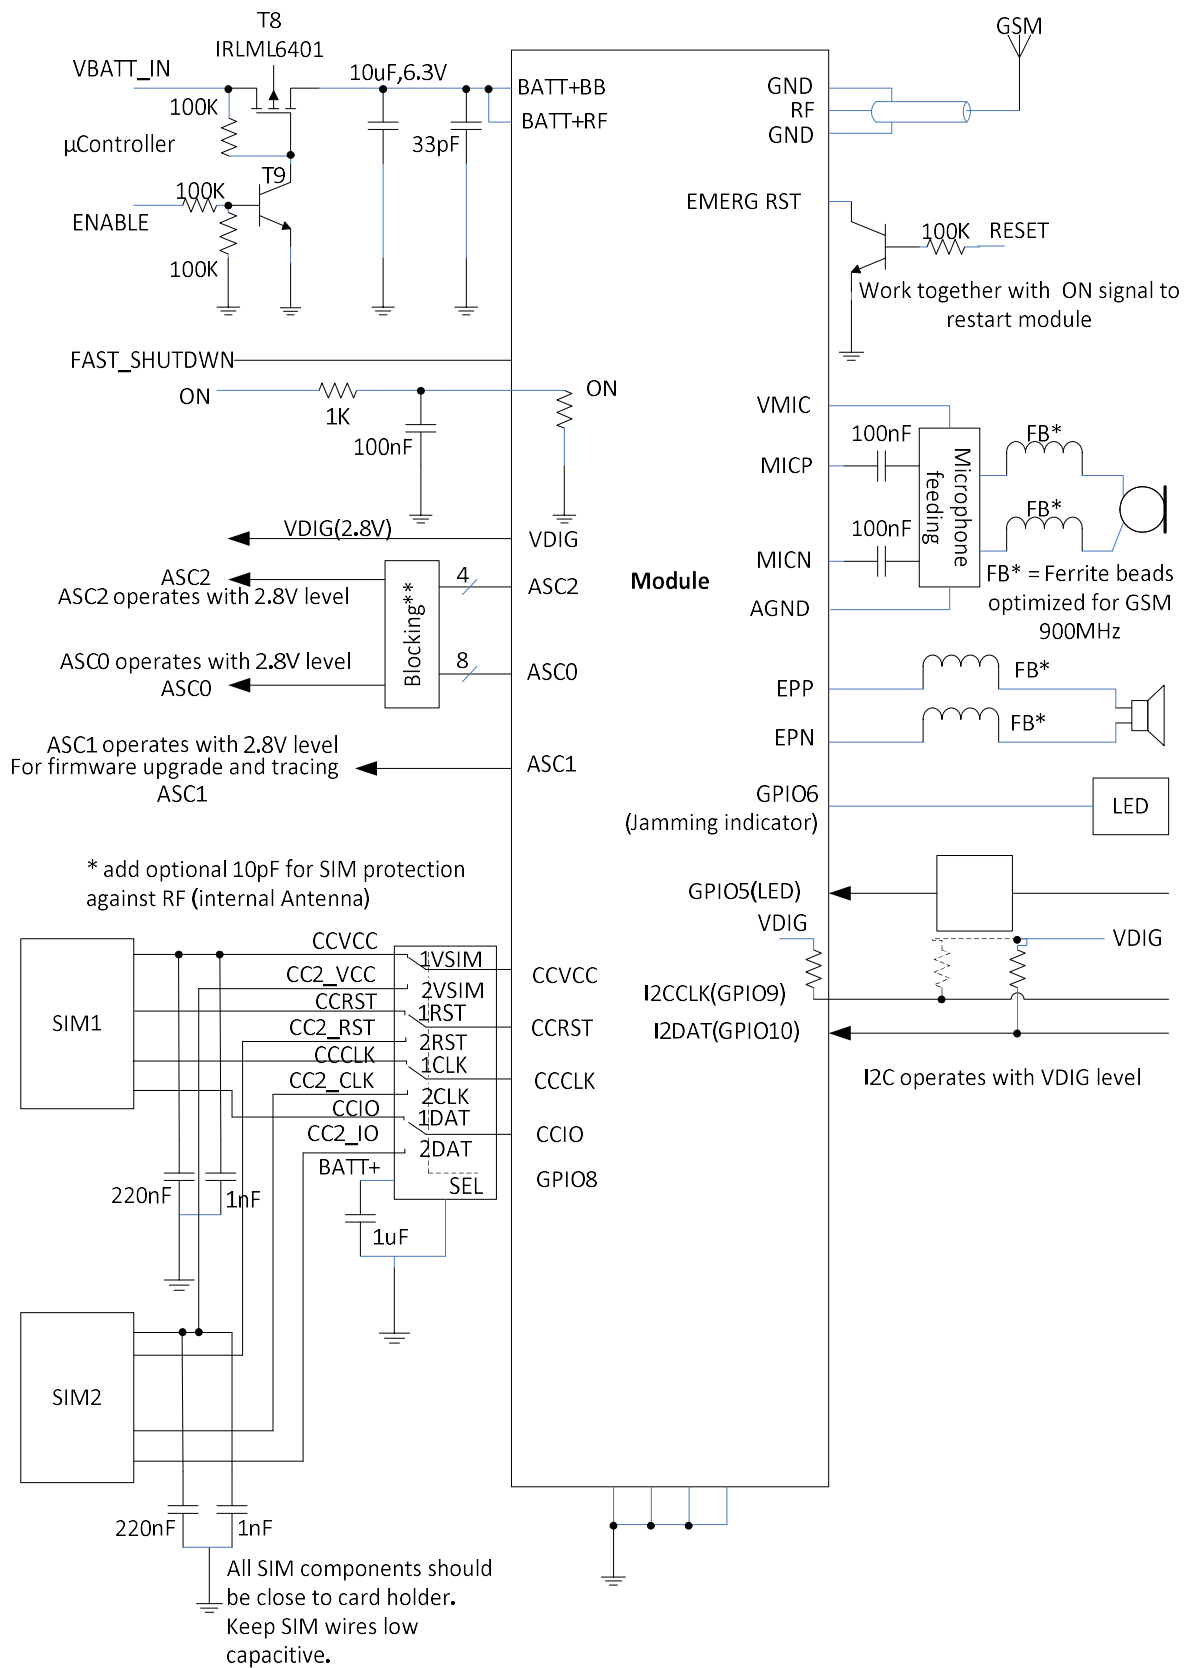 T8
IRLML6401
VBATT_IN
100K
10uF,6.3V
33pF
µController
T9
100K
ENABLE
100K
BATT+BB
BATT+RF
GND
RF
GND
GSM
EMERG RST
100K
RESET
Work together with ON signal to
restart module
FAST_SHUTDWN
ON
1K
100nF
ON
VDIG(2.8V)
VDIG
ASC2
ASC2 operates with 2.8V level
4
ASC2
Blocking**
ASC0 operates with 2.8V level
ASC0
8
ASC0
ASC1 operates with 2.8V level
For firmware upgrade and tracing
ASC1
ASC1
Module
VMIC
MICP
100nF
Microphone
feeding
FB*
FB*
MICN
100nF
AGND
FB* = Ferrite beads
optimized for GSM
900MHz
EPP
FB*
EPN
FB*
GPIO6
(Jamming indicator)
LED
GPIO5(LED)
VDIG
VDIG
I2CCLK(GPIO9)
I2DAT(GPIO10)
I2C operates with VDIG level
* add optional 10pF for SIM protection
against RF (internal Antenna)
SIM1
CCVCC
CC2_VCC
CCRST
CC2_RST
CCCLK
CC2_CLK
CCIO
CC2_IO
BATT+
1VSIM
2VSIM
1RST
2RST
1CLK
2CLK
1DAT
2DAT
SEL
CCVCC
CCRST
CCCLK
CCIO
GPIO8
220nF
1nF
1uF
SIM2
220nF
1nF
All SIM components should
be close to card holder.
Keep SIM wires low
capacitive.